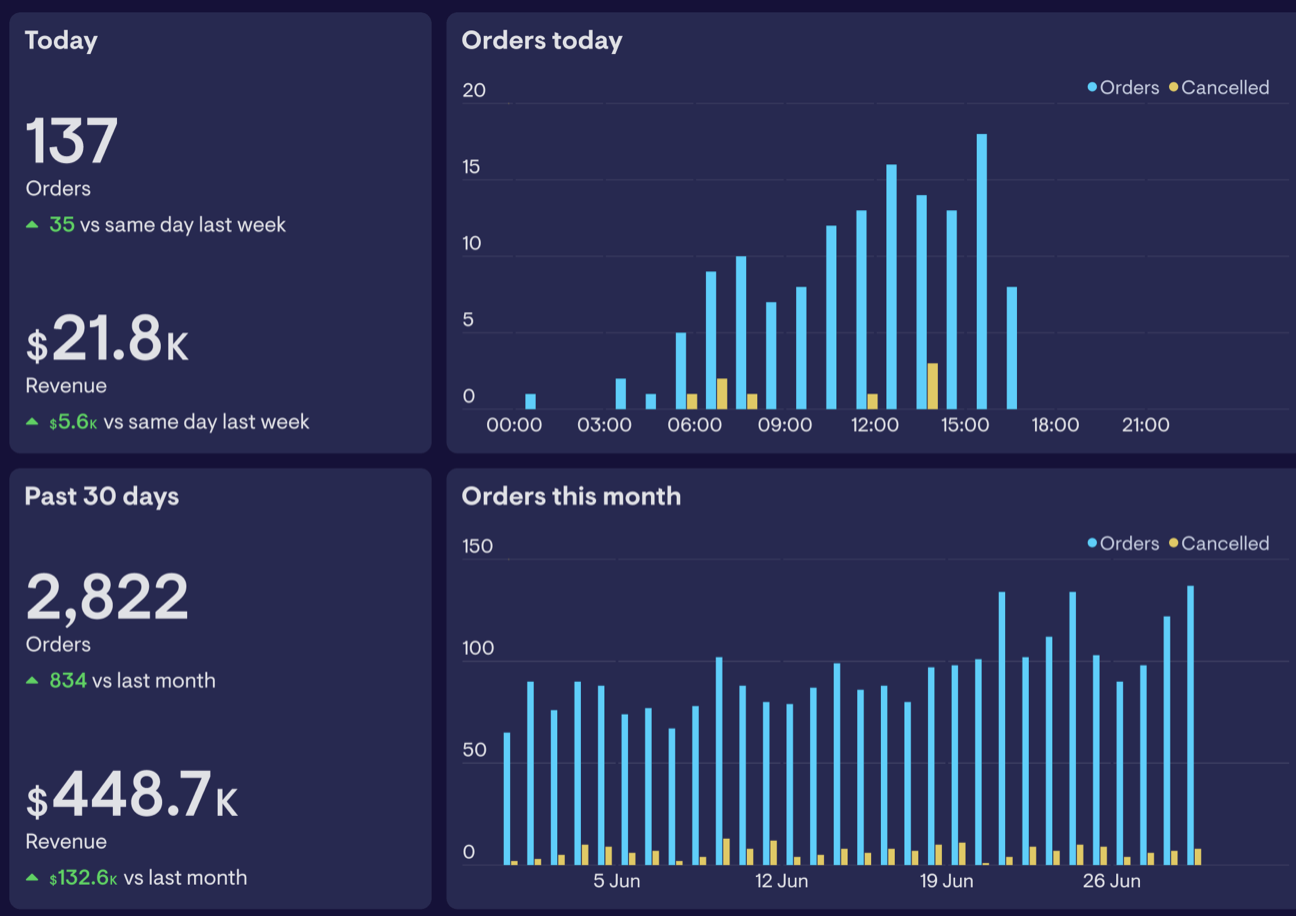 Today
137
Orders
35 vs same day last week
$21.8K
Revenue
$5.6K vs same day last week
Orders today
Orders Cancelled
20
15
10
5
0
00:00 03:00 06:00 09:00 12:00 15:00 18:00 21:00
Past 30 days
2,822
Orders
834 vs last month
$448.7K
Revenue
$132.6K vs last month
Orders this month
Orders Cancelled
150
100
50
0
5 Jun 12 Jun 19 Jun 26 Jun